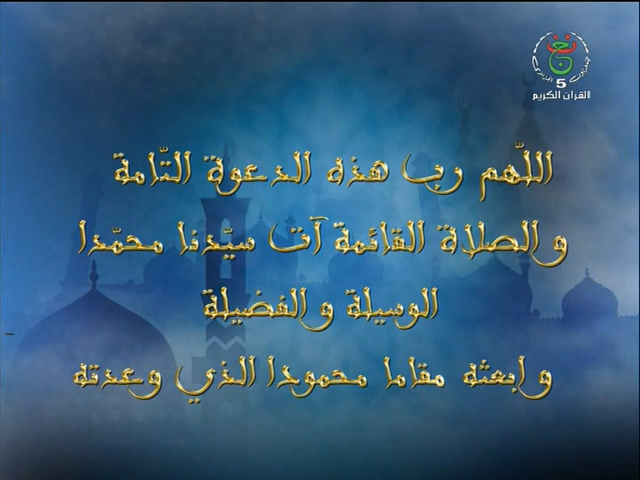 5
القرآن الكريم
اللّهم رب هذه الدعوة التّامة
والصلاة القائمة آت سيّدنا محمّدا
الوسيلة والفضيلة
وابعثه مقاما محمودا الذي وعدته